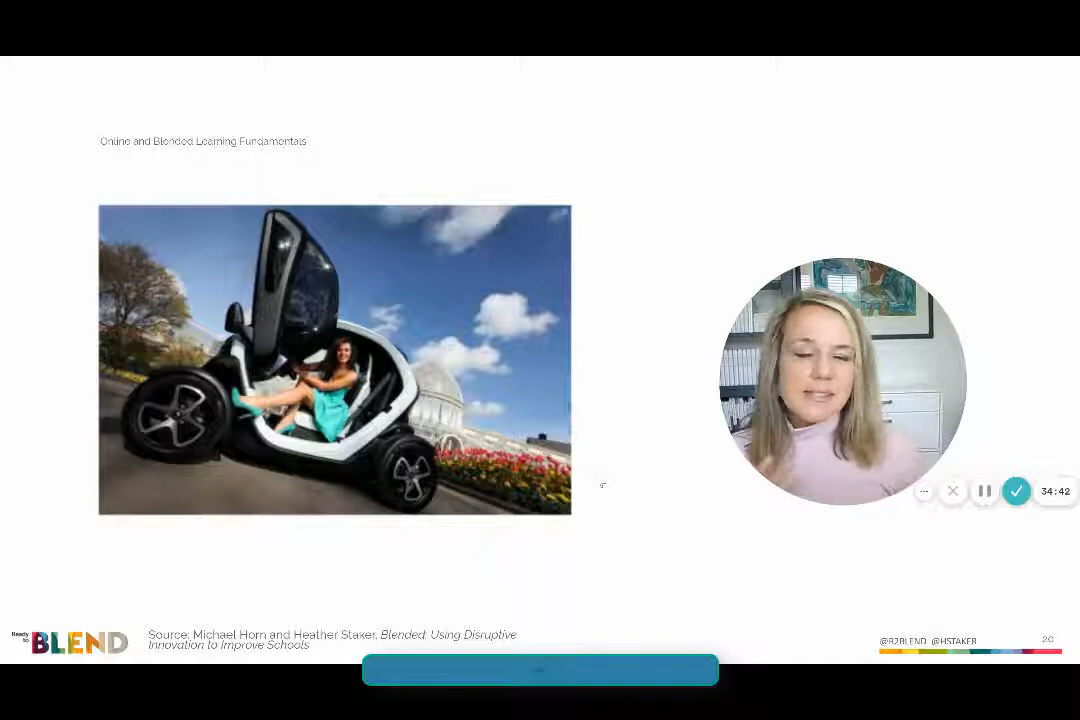 Online and Blended Learning Fundamentals
34:42
Ready
to
BLEND
Source: Michael Horn and Heather Staker, Blended: Using Disruptive
Innovation to Improve Schools
@R2BLEND @HSTAKER
20